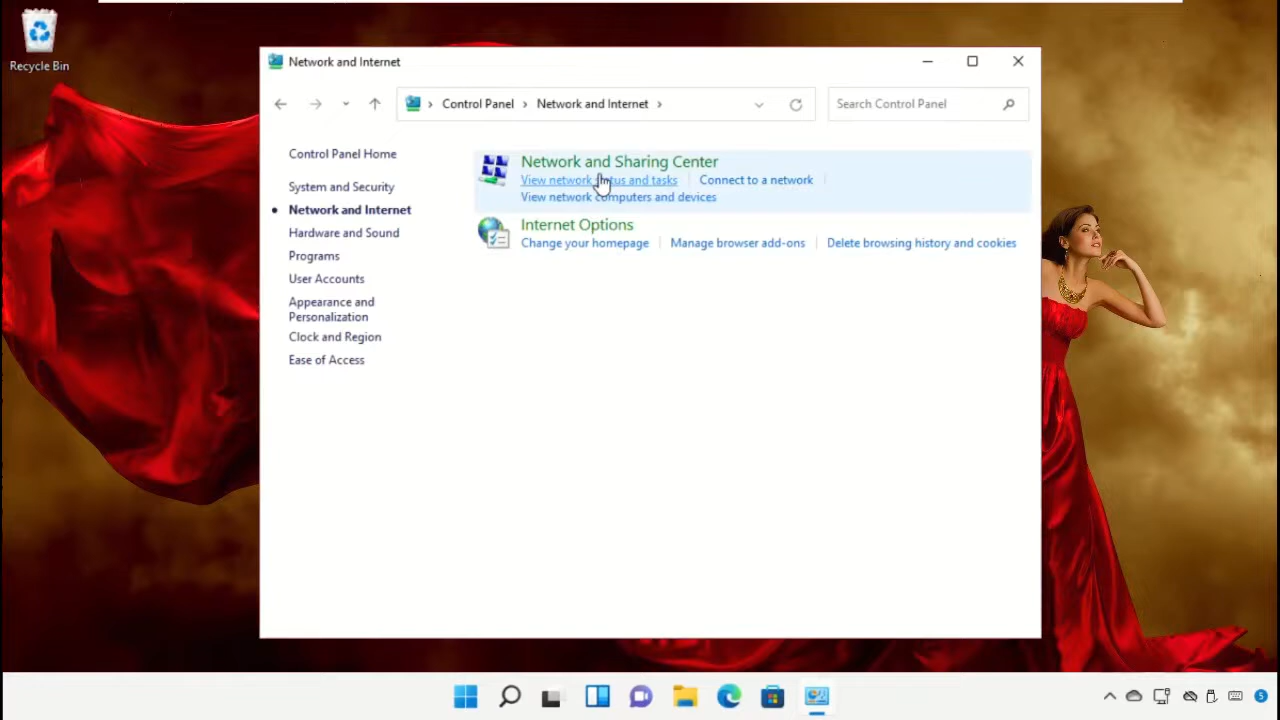 Recycle Bin
Network and Internet
Control Panel
Network and Internet
Search Control Panel
Control Panel Home
System and Security
Network and Internet
Hardware and Sound
Programs
User Accounts
Appearance and
Personalization
Clock and Region
Ease of Access
Network and Sharing Center
View network status and tasks
Connect to a network
View network computers and devices
Internet Options
Change your homepage
Manage browser add-ons
Delete browsing history and cookies
5